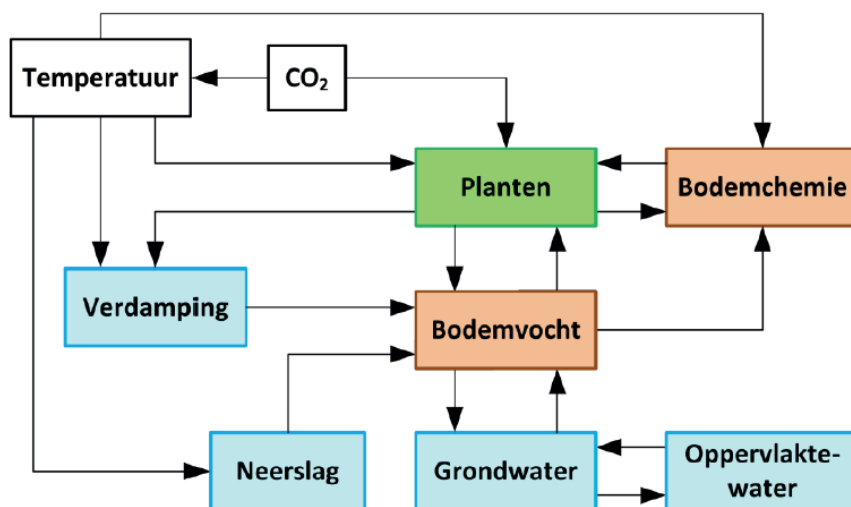 Temperatuur
CO₂
Planten
Bodemchemie
Verdamping
Bodemvocht
Neerslag
Grondwater
Oppervlakte-
water